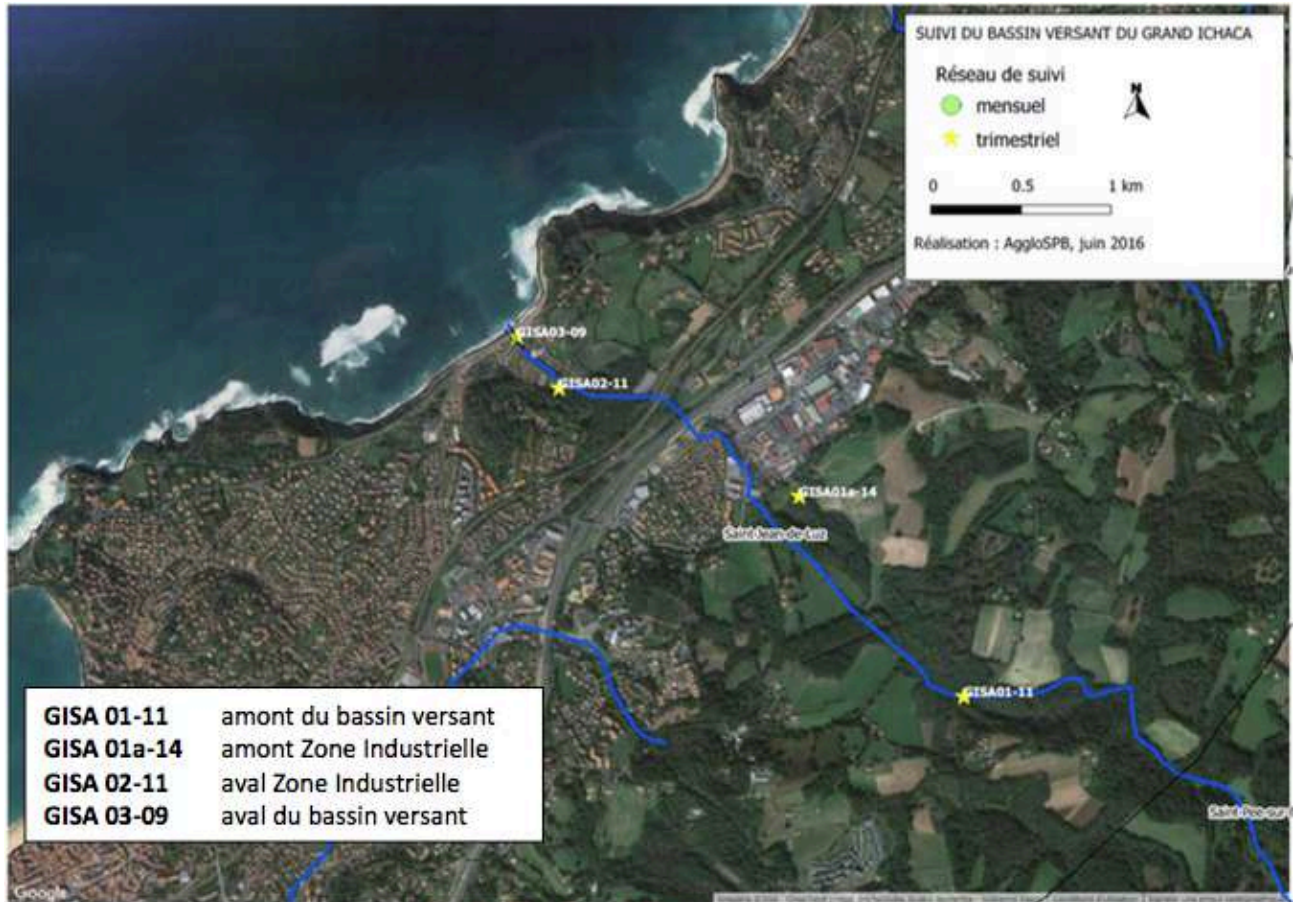 SUIVI DU BASSIN VERSANT DU GRAND ICHACA
Réseau de suivi
mensuel
trimestriel
N
0 0.5 1 km
Réalisation : AggloSPB, juin 2016
GISA03-09
GISA02-11
GISA01a-14
Saint-Jean-de-Luz
GISA01-11
Saint-Pee-sur-
GISA 01-11 amont du bassin versant
GISA 01a-14 amont Zone Industrielle
GISA 02-11 aval Zone Industrielle
GISA 03-09 aval du bassin versant
Google